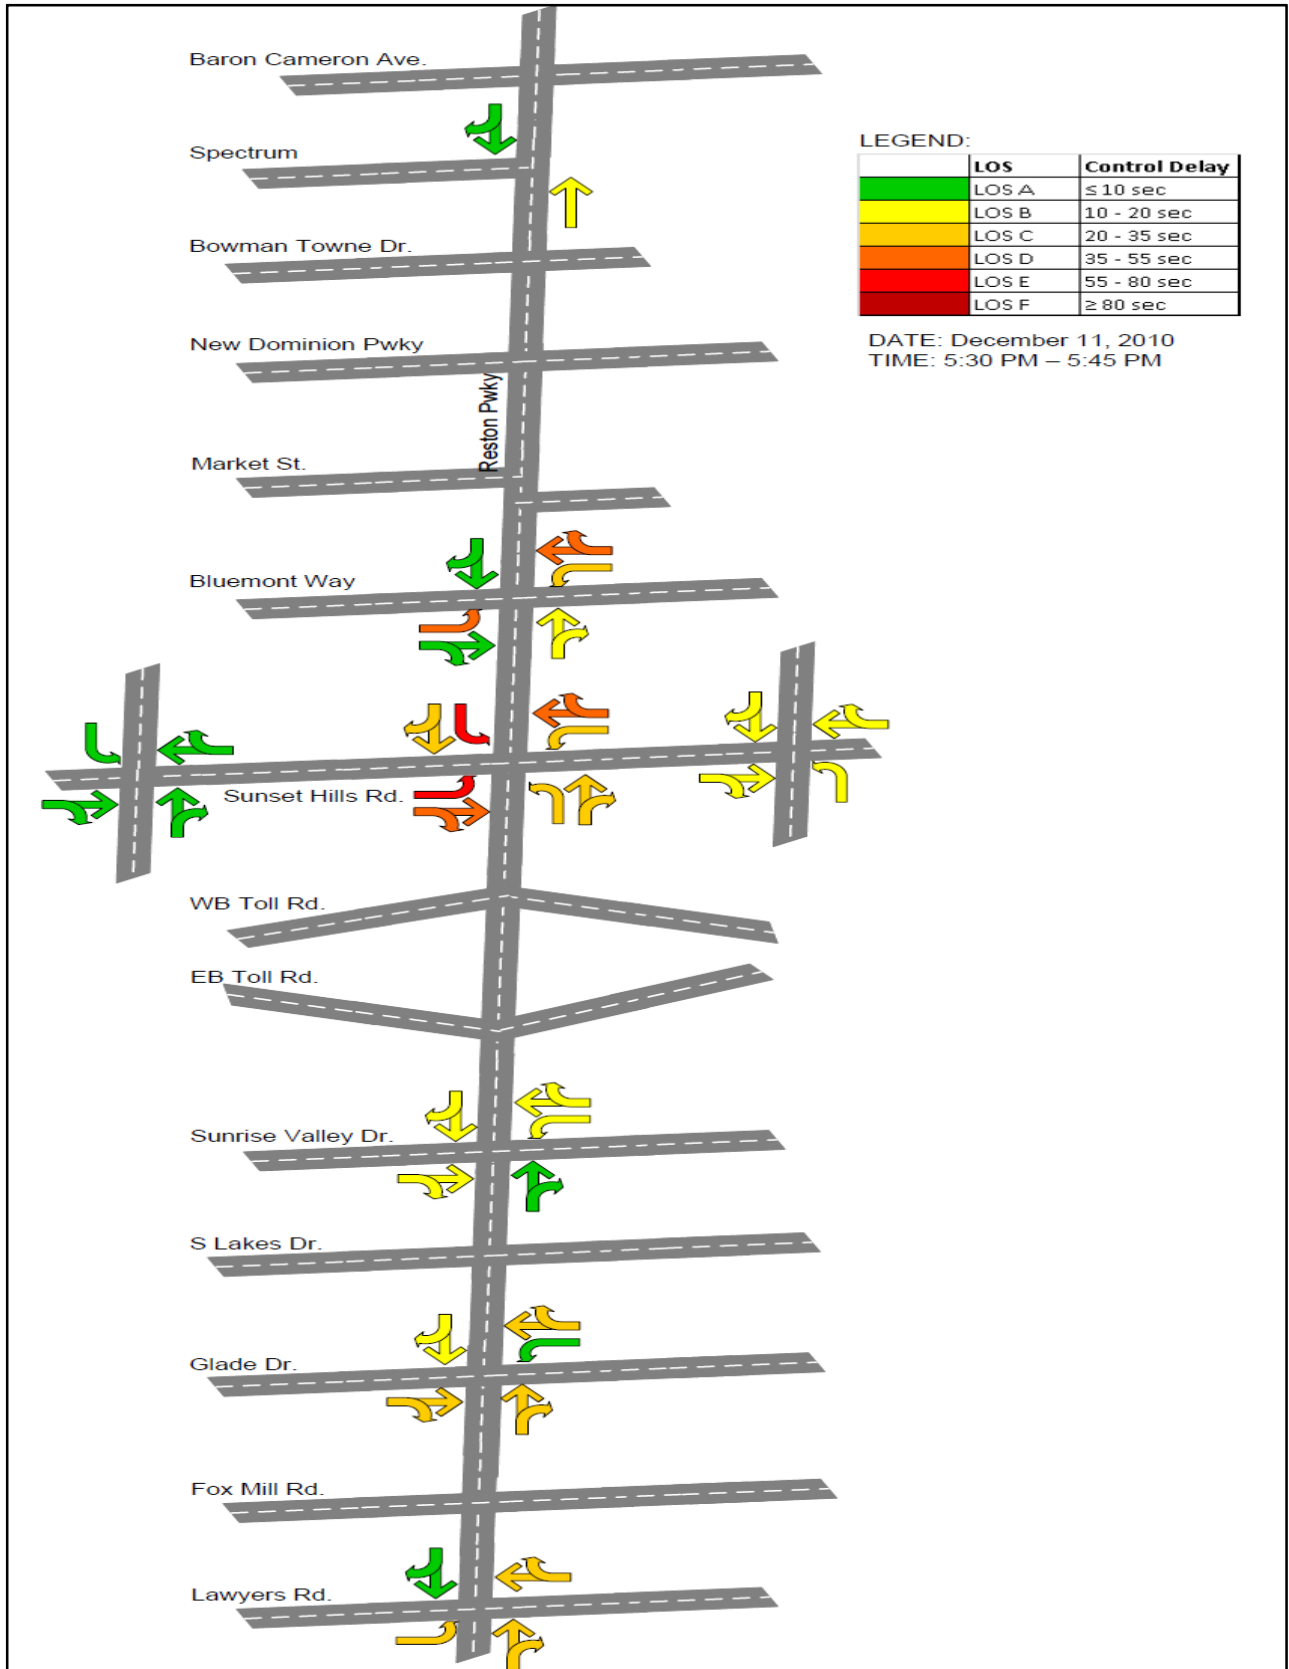 Baron Cameron Ave.
Spectrum
Bowman Towne Dr.
New Dominion Pwky
Reston Pwky
Market St.
Bluemont Way
Sunset Hills Rd.
WB Toll Rd.
EB Toll Rd.
Sunrise Valley Dr.
S Lakes Dr.
Glade Dr.
Fox Mill Rd.
Lawyers Rd.
LEGEND:
LOS Control Delay
LOS A ≤ 10 sec
LOS B 10 - 20 sec
LOS C 20 - 35 sec
LOS D 35 - 55 sec
LOS E 55 - 80 sec
LOS F ≥ 80 sec
DATE: December 11, 2010
TIME: 5:30 PM – 5:45 PM